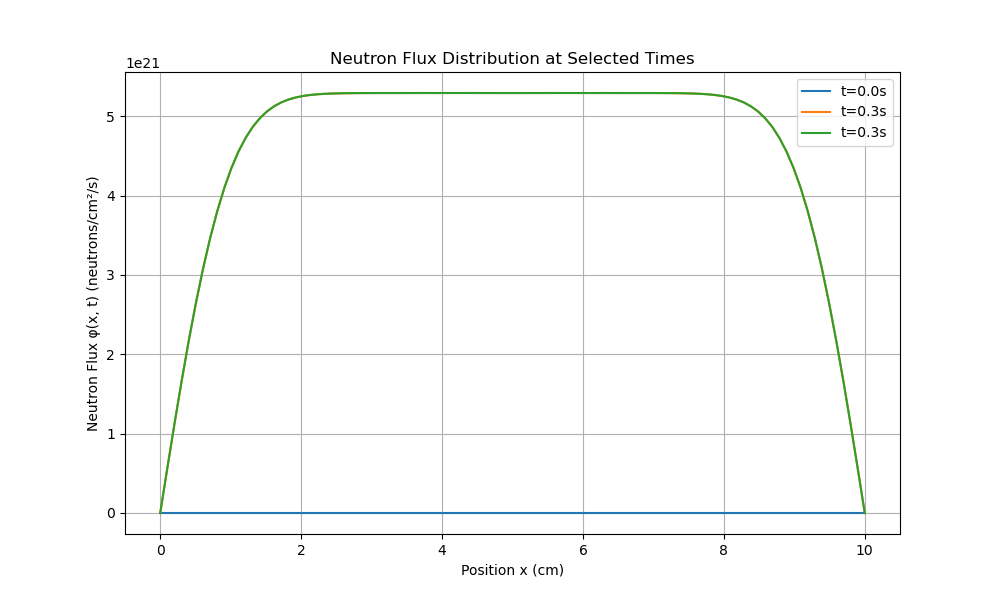 Neutron Flux Distribution at Selected Times
1e21
t=0.0s
t=0.3s
t=0.3s
5
4
3
2
1
0
Neutron Flux φ(x, t) (neutrons/cm²/s)
0 2 4 6 8 10
Position x (cm)